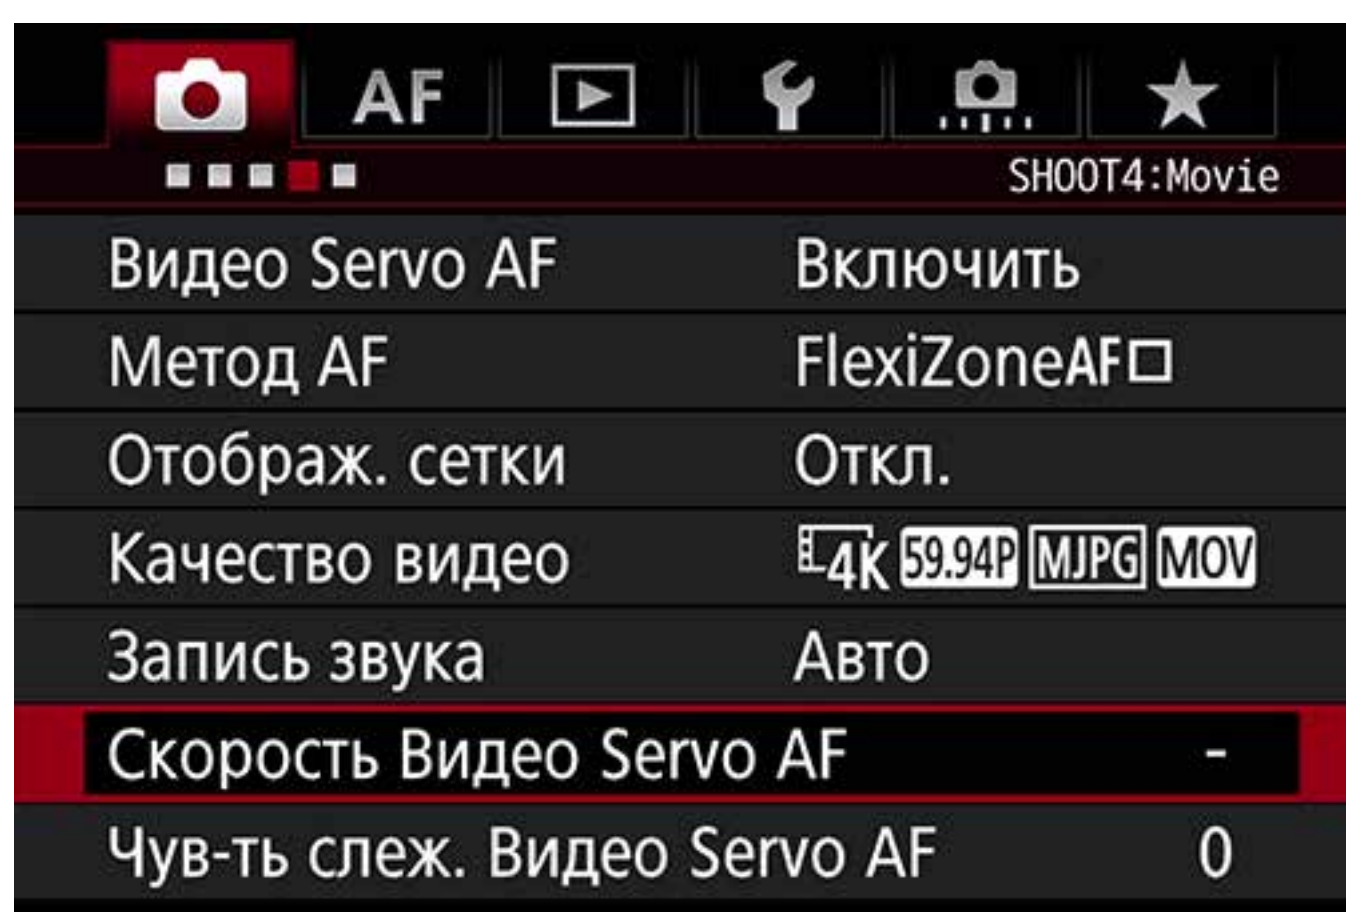 AF
SHOOT4:Movie
Видео Servo AF Включить
Метод AF FlexiZoneAF
Отображ. сетки Откл.
Качество видео 4K 59.94P MJPG MOV
Запись звука Авто
Скорость Видео Servo AF -
Чув-ть слеж. Видео Servo AF 0